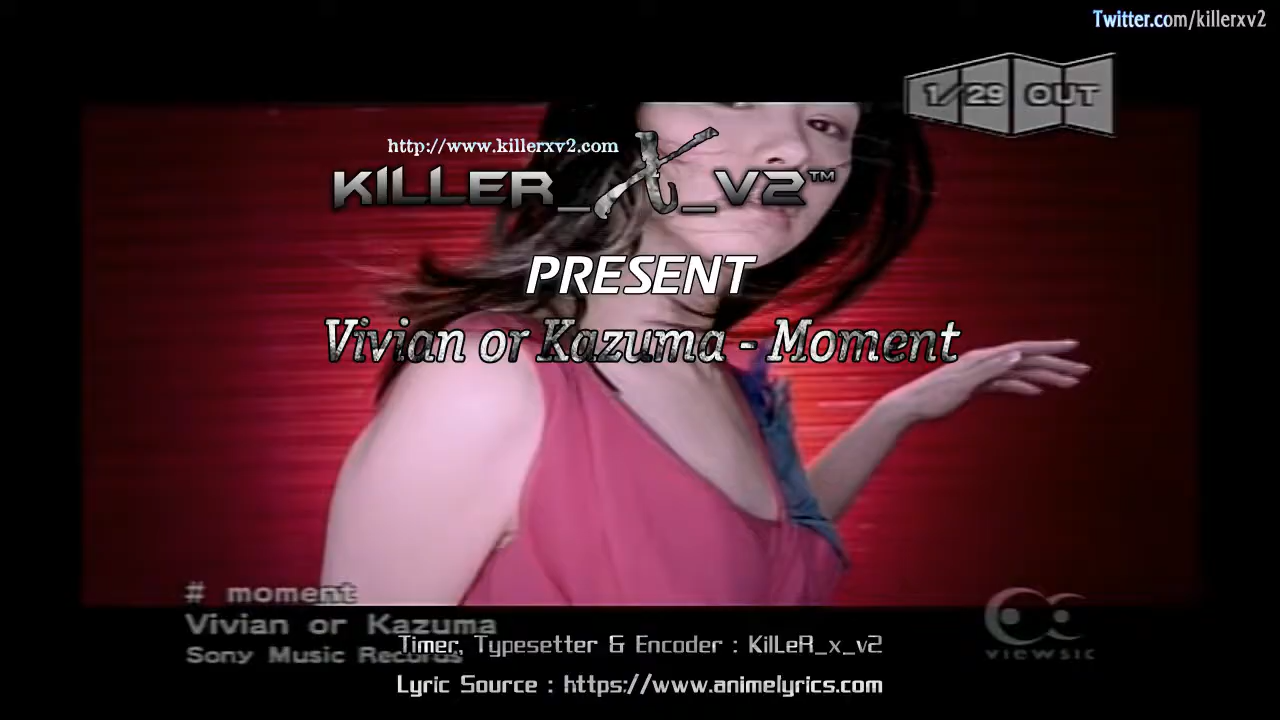 Twitter.com/killerxv2
1/29 OUT
http://www.killerxv2.com
KILLER_X_V2™
PRESENT
Vivian or Kazuma - Moment
# moment
Vivian or Kazuma
Sony Music Records
Timer, Typesetter & Encoder : KilLeR_x_v2
Lyric Source : https://www.animelyrics.com
viewsic